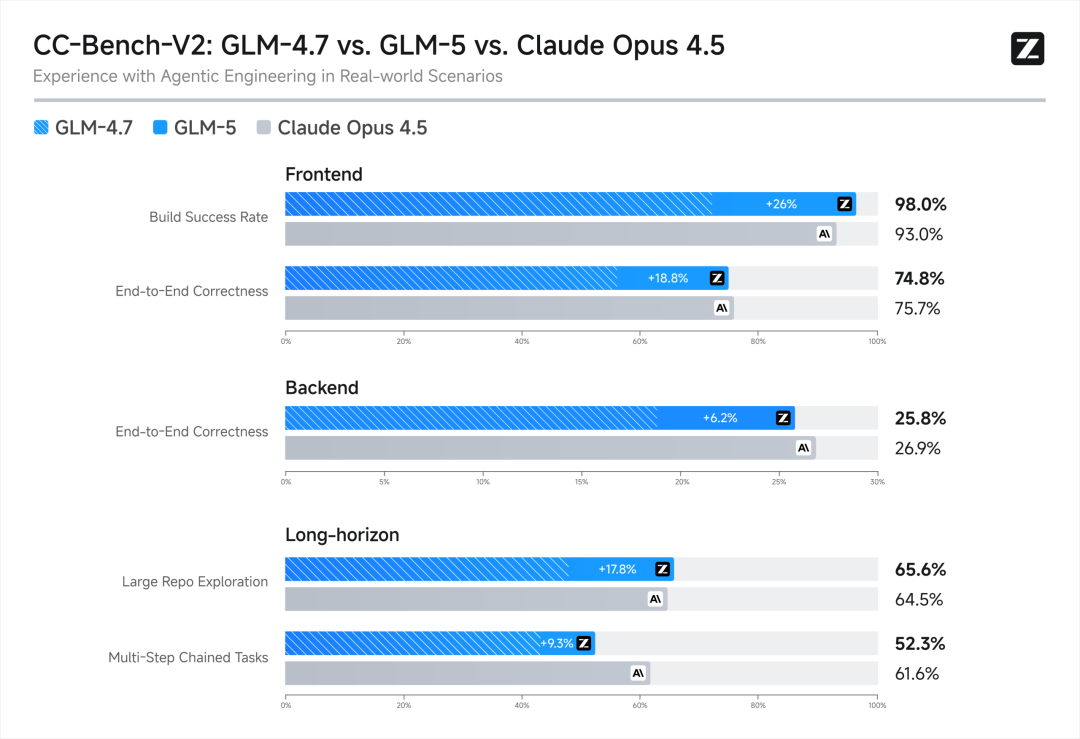 CC-Bench-V2: GLM-4.7 vs. GLM-5 vs. Claude Opus 4.5
Experience with Agentic Engineering in Real-world Scenarios
GLM-4.7 GLM-5 Claude Opus 4.5
Frontend
Build Success Rate
+26% Z 98.0%
A\ 93.0%
End-to-End Correctness
+18.8% Z 74.8%
A\ 75.7%
0% 20% 40% 60% 80% 100%
Backend
End-to-End Correctness
+6.2% Z 25.8%
A\ 26.9%
0% 5% 10% 15% 20% 25% 30%
Long-horizon
Large Repo Exploration
+17.8% Z 65.6%
A\ 64.5%
Multi-Step Chained Tasks
+9.3% Z 52.3%
A\ 61.6%
0% 20% 40% 60% 80% 100%